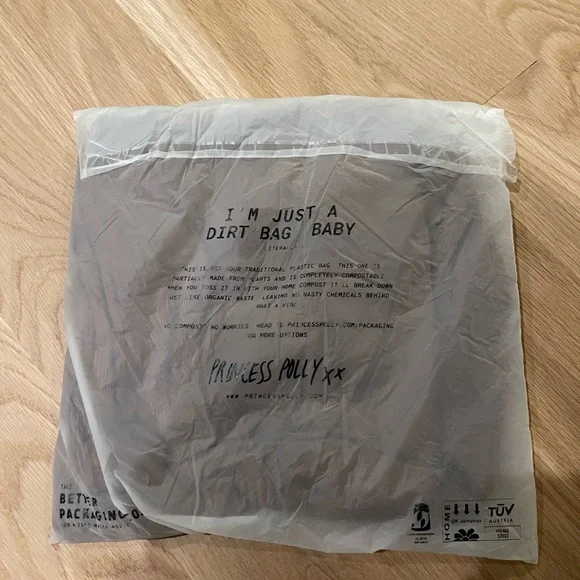 I'M JUST A
DIRT BAG BABY
LITERALLY
THIS IS NOT YOUR TRADITIONAL PLASTIC BAG THIS ONE IS
PARTIALLY MADE FROM PLANTS AND IS COMPLETELY COMPOSTABLE
WHEN YOU TOSS IT IN WITH YOUR HOME COMPOST IT LL BREAK DOWN
JUST LIKE ORGANIC WASTE LEAVING NO NASTY CHEMICALS BEHIND
WHAT A VIBE
NO COMPOST NO WORRIES HEAD TO PRINCESSPOLLY.COM/PACKAGING
FOR MORE OPTIONS
PRINCESS POLLY xx
WWW PRINCESSPOLLY.COM
THE
BETTER
PACKAGING CO
HOME
OK compost
TÜV
AUSTRIA
HOME